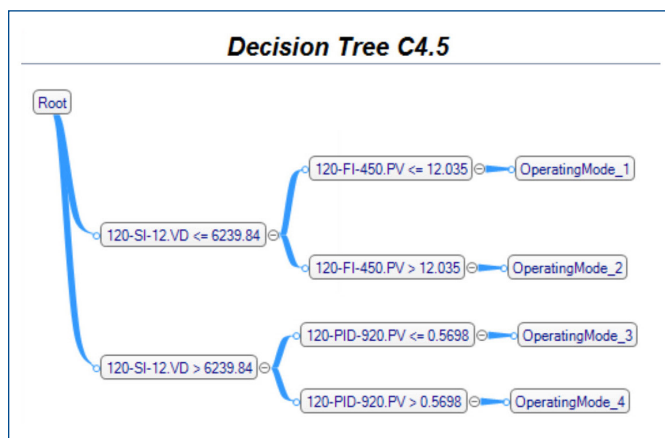 Decision Tree C4.5
Root
120-FI-450.PV <= 12.035
OperatingMode_1
120-SI-12.VD <= 6239.84
120-FI-450.PV > 12.035
OperatingMode_2
120-PID-920.PV <= 0.5698
OperatingMode_3
120-SI-12.VD > 6239.84
120-PID-920.PV > 0.5698
OperatingMode_4